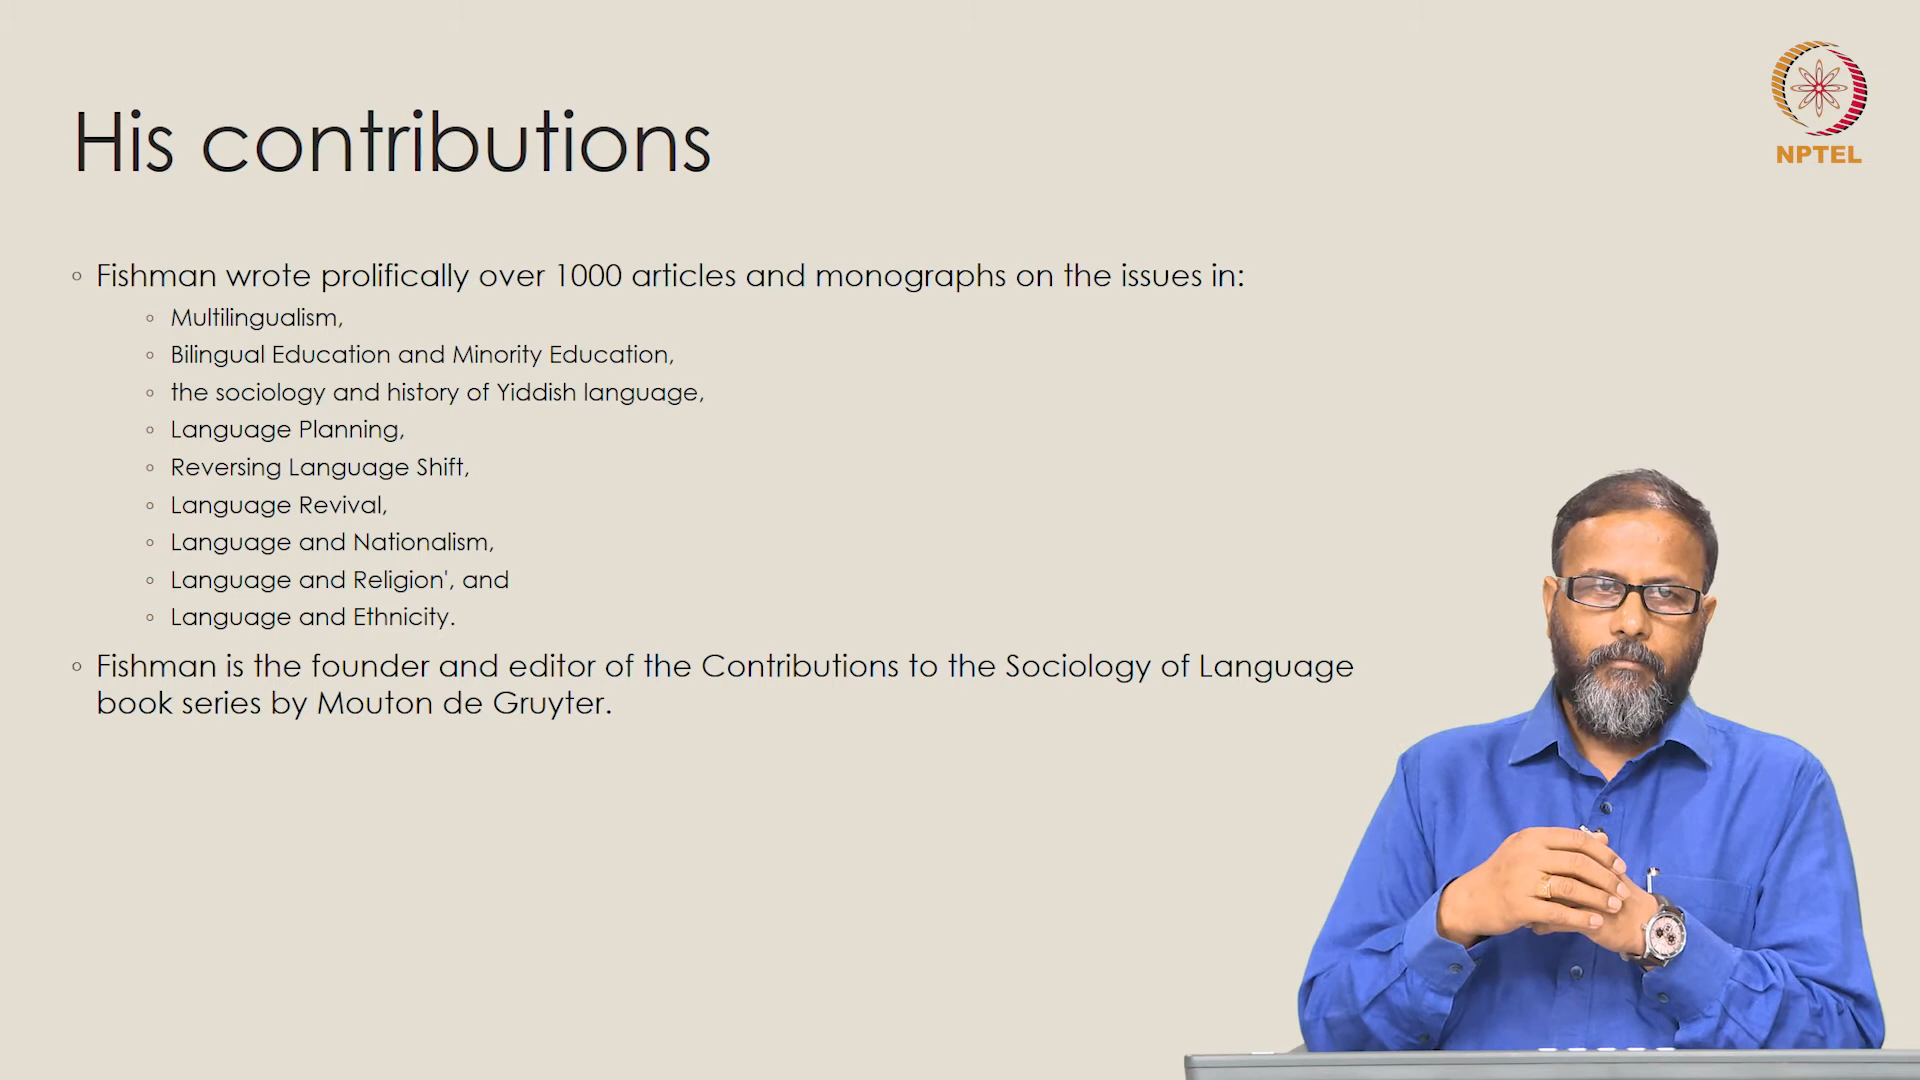 His contributions
NPTEL
◦ Fishman wrote prolifically over 1000 articles and monographs on the issues in:
◦ Multilingualism,
◦ Bilingual Education and Minority Education,
◦ the sociology and history of Yiddish language,
◦ Language Planning,
◦ Reversing Language Shift,
◦ Language Revival,
◦ Language and Nationalism,
◦ Language and Religion', and
◦ Language and Ethnicity.
◦ Fishman is the founder and editor of the Contributions to the Sociology of Language
book series by Mouton de Gruyter.